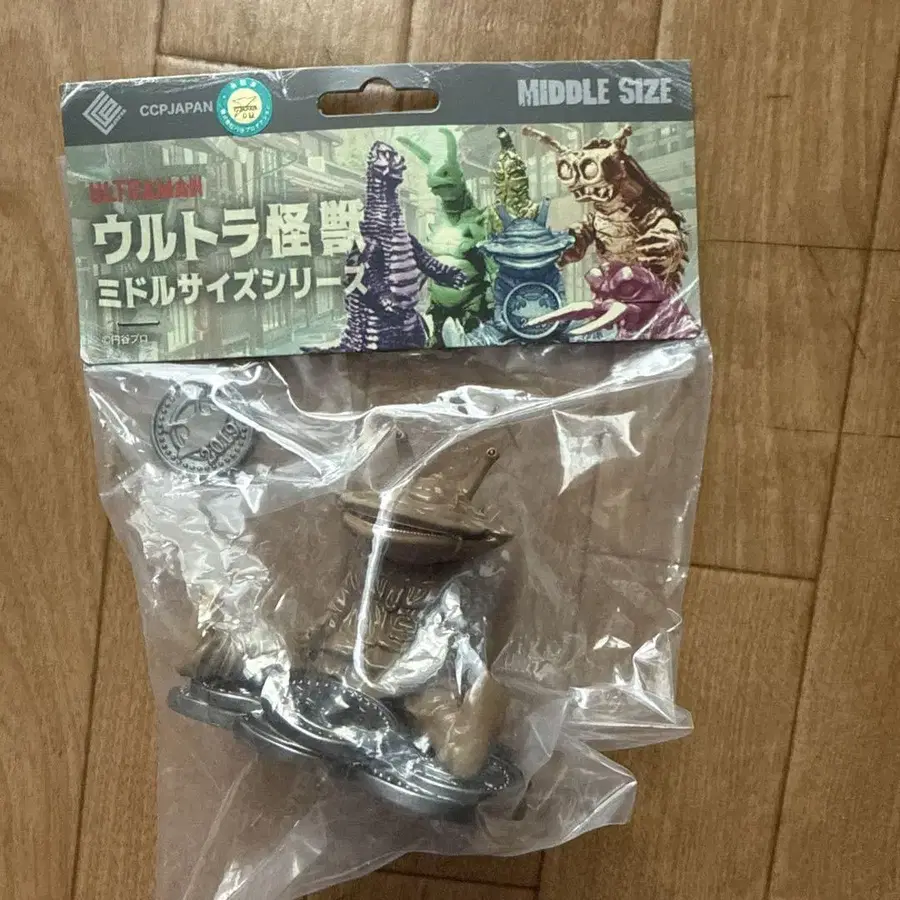 CCPJAPAN
MIDDLE SIZE
ULTRAMAN
ウルトラ怪獣
ミドルサイズシリーズ
©円谷プロ
2019